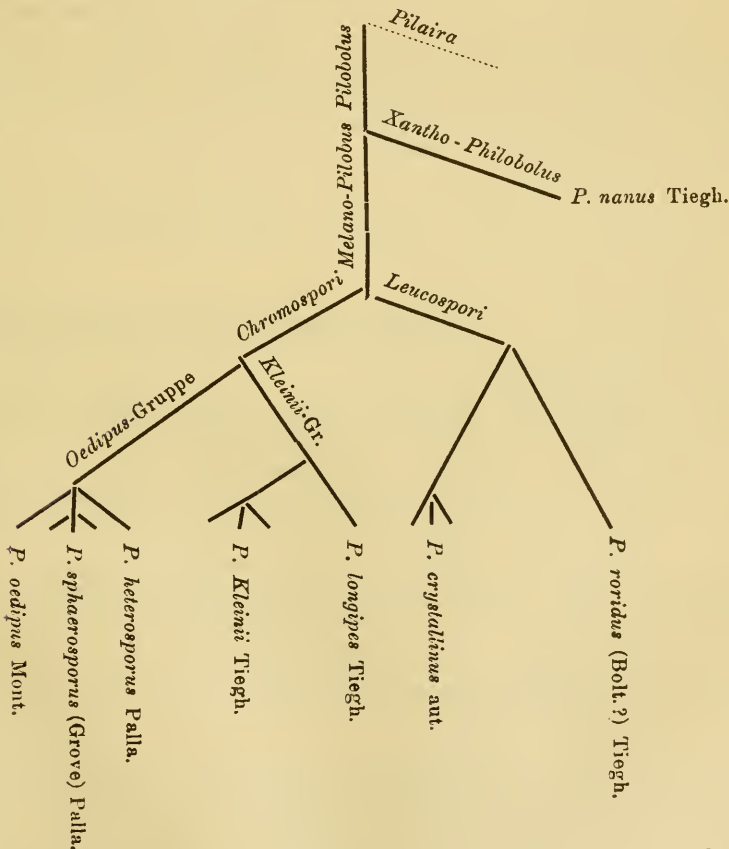 Pilaira
Pilobolus
Xantho-Philobolus
P. nanus Tiegh.
Melano-Pilobus
Chromospori
Leucospori
Oedipus-Gruppe
Kleinii-Gr.
P. oedipus Mont.
P. sphaerosporus (Grove) Palla.
P. heterosporus Palla.
P. Kleinii Tiegh.
P. longipes Tiegh.
P. crystallinus aut.
P. roridus (Bolt.?) Tiegh.